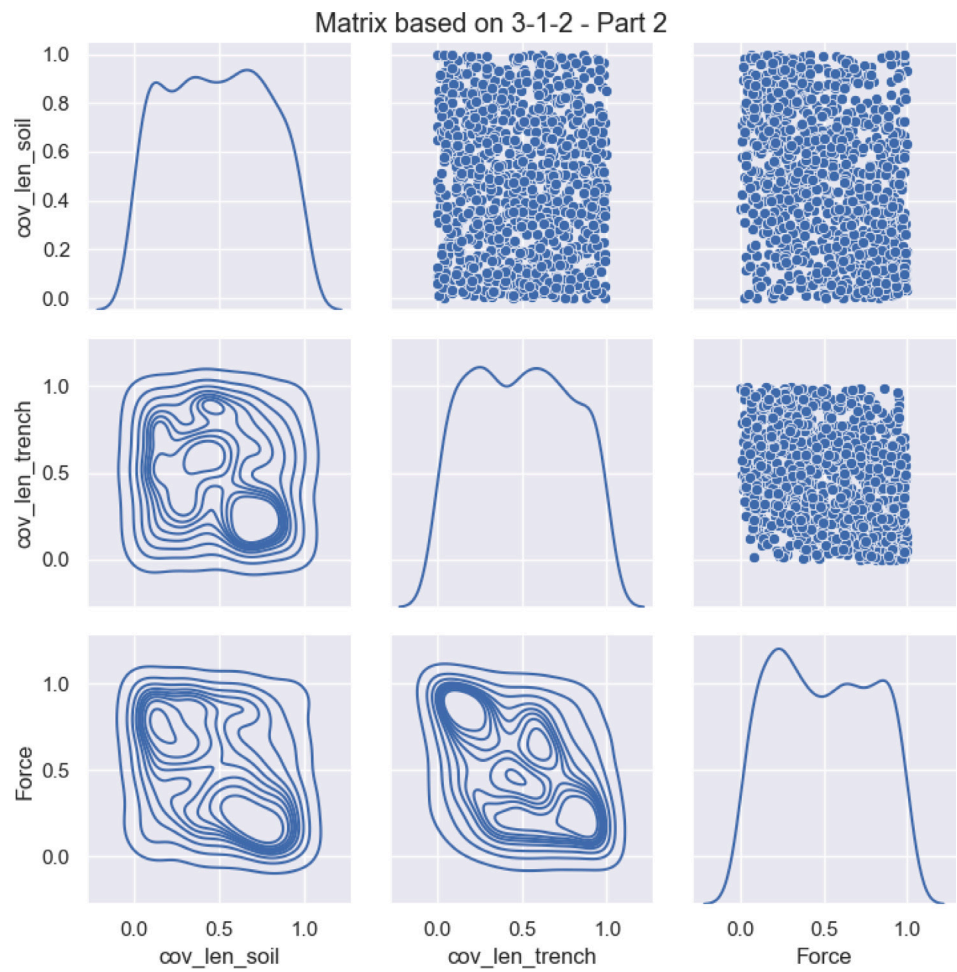 Matrix based on 3-1-2 - Part 2
1.0
0.8
0.6
0.4
0.2
0.0
cov_len_soil
1.0
0.5
0.0
cov_len_trench
1.0
0.5
0.0
Force
0.0 0.5 1.0 0.0 0.5 1.0 0.0 0.5 1.0
cov_len_soil cov_len_trench Force